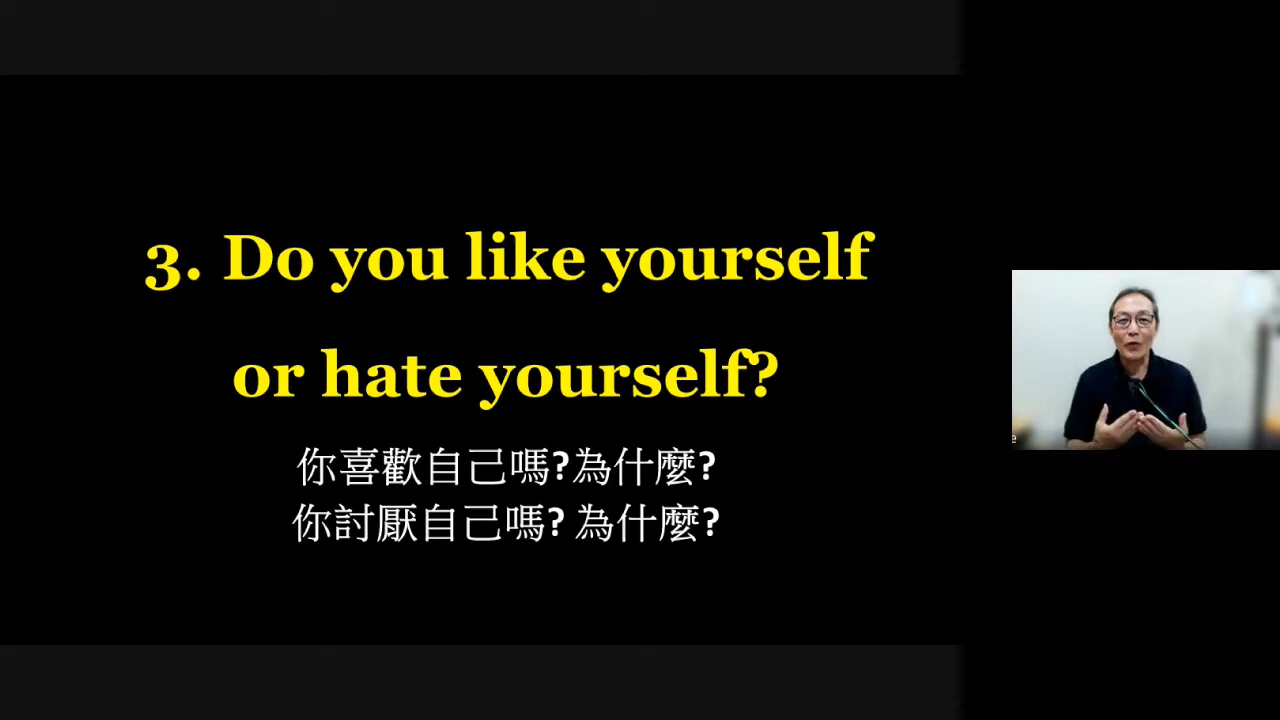 3. Do you like yourself
or hate yourself?
你喜歡自己嗎?為什麼?
你討厭自己嗎? 為什麼?
e